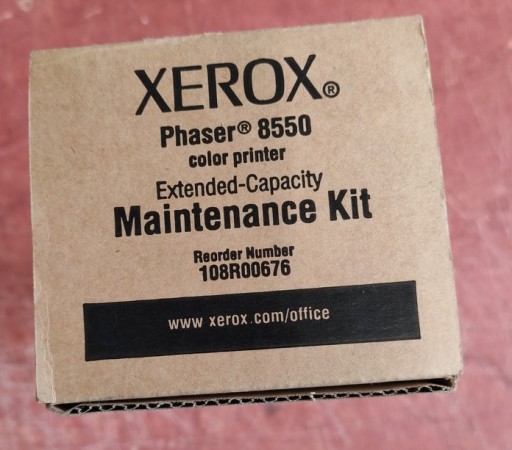 XEROX®
Phaser® 8550
color printer
Extended-Capacity
Maintenance Kit
Reorder Number
108R00676
www.xerox.com/office